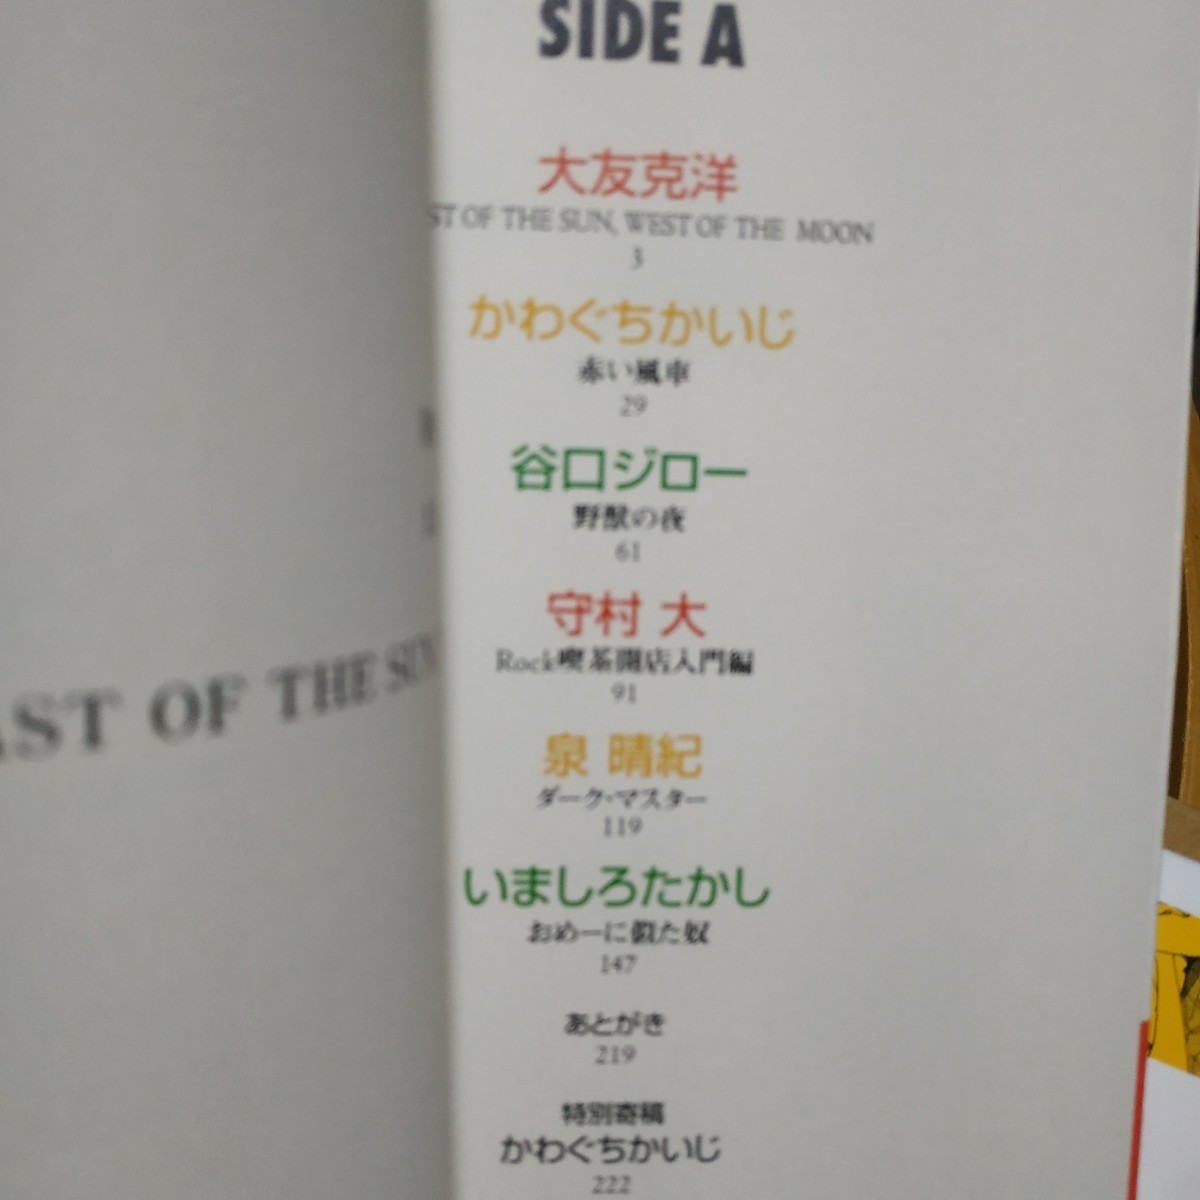 SIDE A
大友克洋
ST OF THE SUN, WEST OF THE MOON
3
かわぐちかいじ
赤い風車
29
谷口ジロー
野獣の夜
61
守村 大
Rock喫茶開店入門編
91
泉 晴紀
ダーク・マスター
119
いましろたかし
おめーに似た奴
147
あとがき
219
特別寄稿
かわぐちかいじ
222
AST OF THE SUN